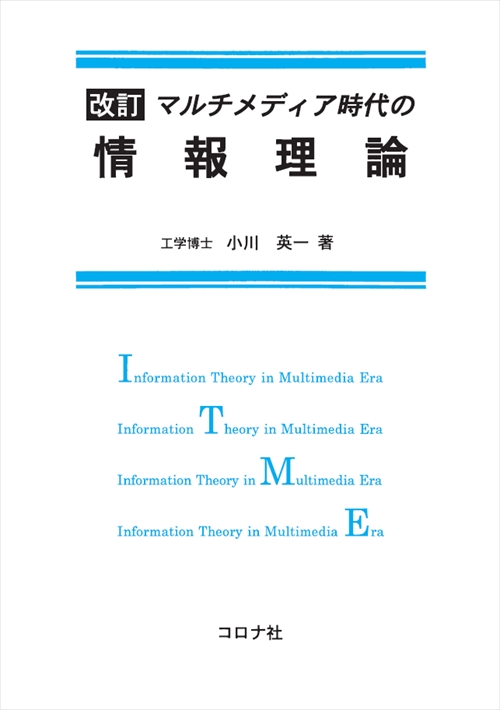 改訂 マルチメディア時代の
情報理論
工学博士 小川 英一 著
Information Theory in Multimedia Era
Information Theory in Multimedia Era
Information Theory in Multimedia Era
Information Theory in Multimedia Era
コロナ社